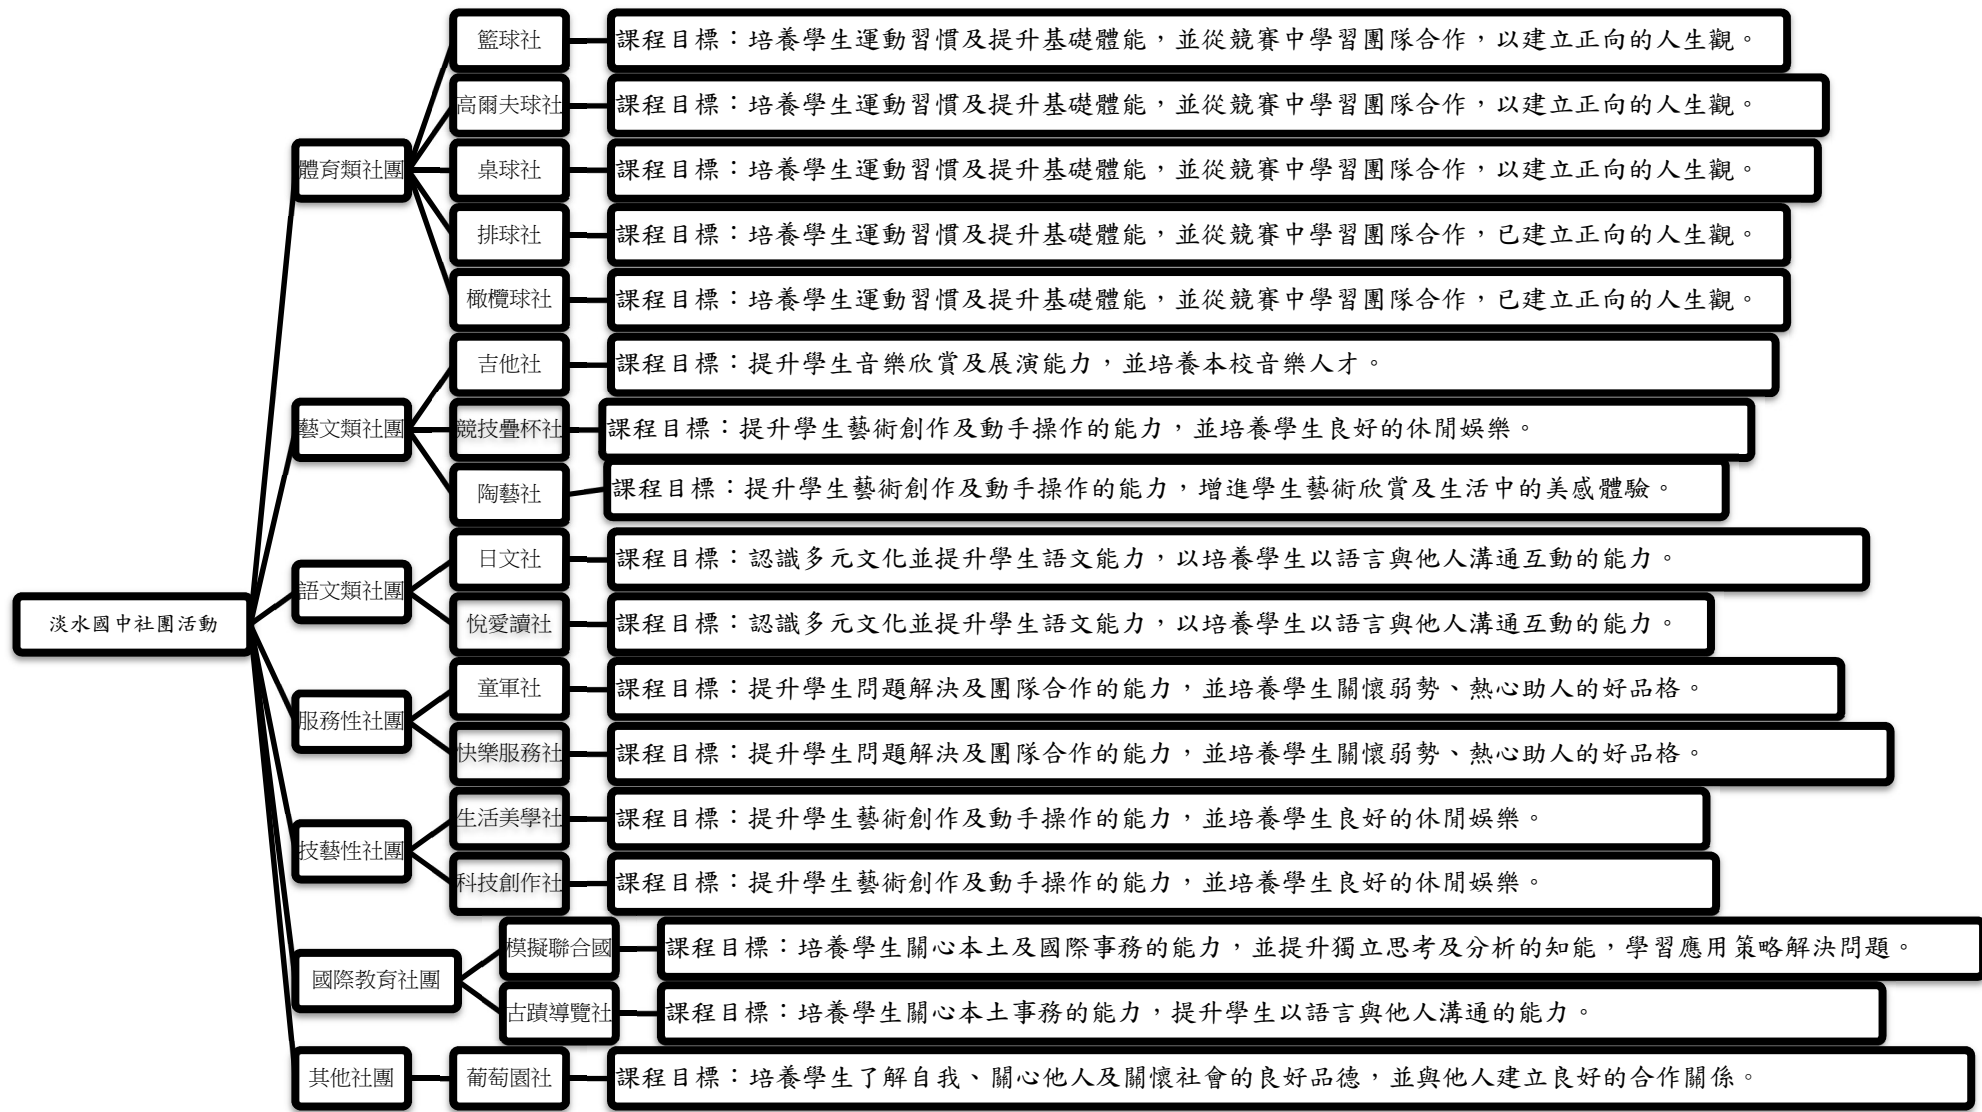 淡水國中社團活動
體育類社團
籃球社
課程目標：培養學生運動習慣及提升基礎體能，並從競賽中學習團隊合作，以建立正向的人生觀。
高爾夫球社
課程目標：培養學生運動習慣及提升基礎體能，並從競賽中學習團隊合作，以建立正向的人生觀。
桌球社
課程目標：培養學生運動習慣及提升基礎體能，並從競賽中學習團隊合作，以建立正向的人生觀。
排球社
課程目標：培養學生運動習慣及提升基礎體能，並從競賽中學習團隊合作，已建立正向的人生觀。
橄欖球社
課程目標：培養學生運動習慣及提升基礎體能，並從競賽中學習團隊合作，已建立正向的人生觀。
藝文類社團
吉他社
課程目標：提升學生音樂欣賞及展演能力，並培養本校音樂人才。
競技疊杯社
課程目標：提升學生藝術創作及動手操作的能力，並培養學生良好的休閒娛樂。
陶藝社
課程目標：提升學生藝術創作及動手操作的能力，增進學生藝術欣賞及生活中的美感體驗。
語文類社團
日文社
課程目標：認識多元文化並提升學生語文能力，以培養學生以語言與他人溝通互動的能力。
悅愛讀社
課程目標：認識多元文化並提升學生語文能力，以培養學生以語言與他人溝通互動的能力。
服務性社團
童軍社
課程目標：提升學生問題解決及團隊合作的能力，並培養學生關懷弱勢、熱心助人的好品格。
快樂服務社
課程目標：提升學生問題解決及團隊合作的能力，並培養學生關懷弱勢、熱心助人的好品格。
技藝性社團
生活美學社
課程目標：提升學生藝術創作及動手操作的能力，並培養學生良好的休閒娛樂。
科技創作社
課程目標：提升學生藝術創作及動手操作的能力，並培養學生良好的休閒娛樂。
國際教育社團
模擬聯合國
課程目標：培養學生關心本土及國際事務的能力，並提升獨立思考及分析的知能，學習應用策略解決問題。
古蹟導覽社
課程目標：培養學生關心本土事務的能力，提升學生以語言與他人溝通的能力。
其他社團
葡萄園社
課程目標：培養學生了解自我、關心他人及關懷社會的良好品德，並與他人建立良好的合作關係。